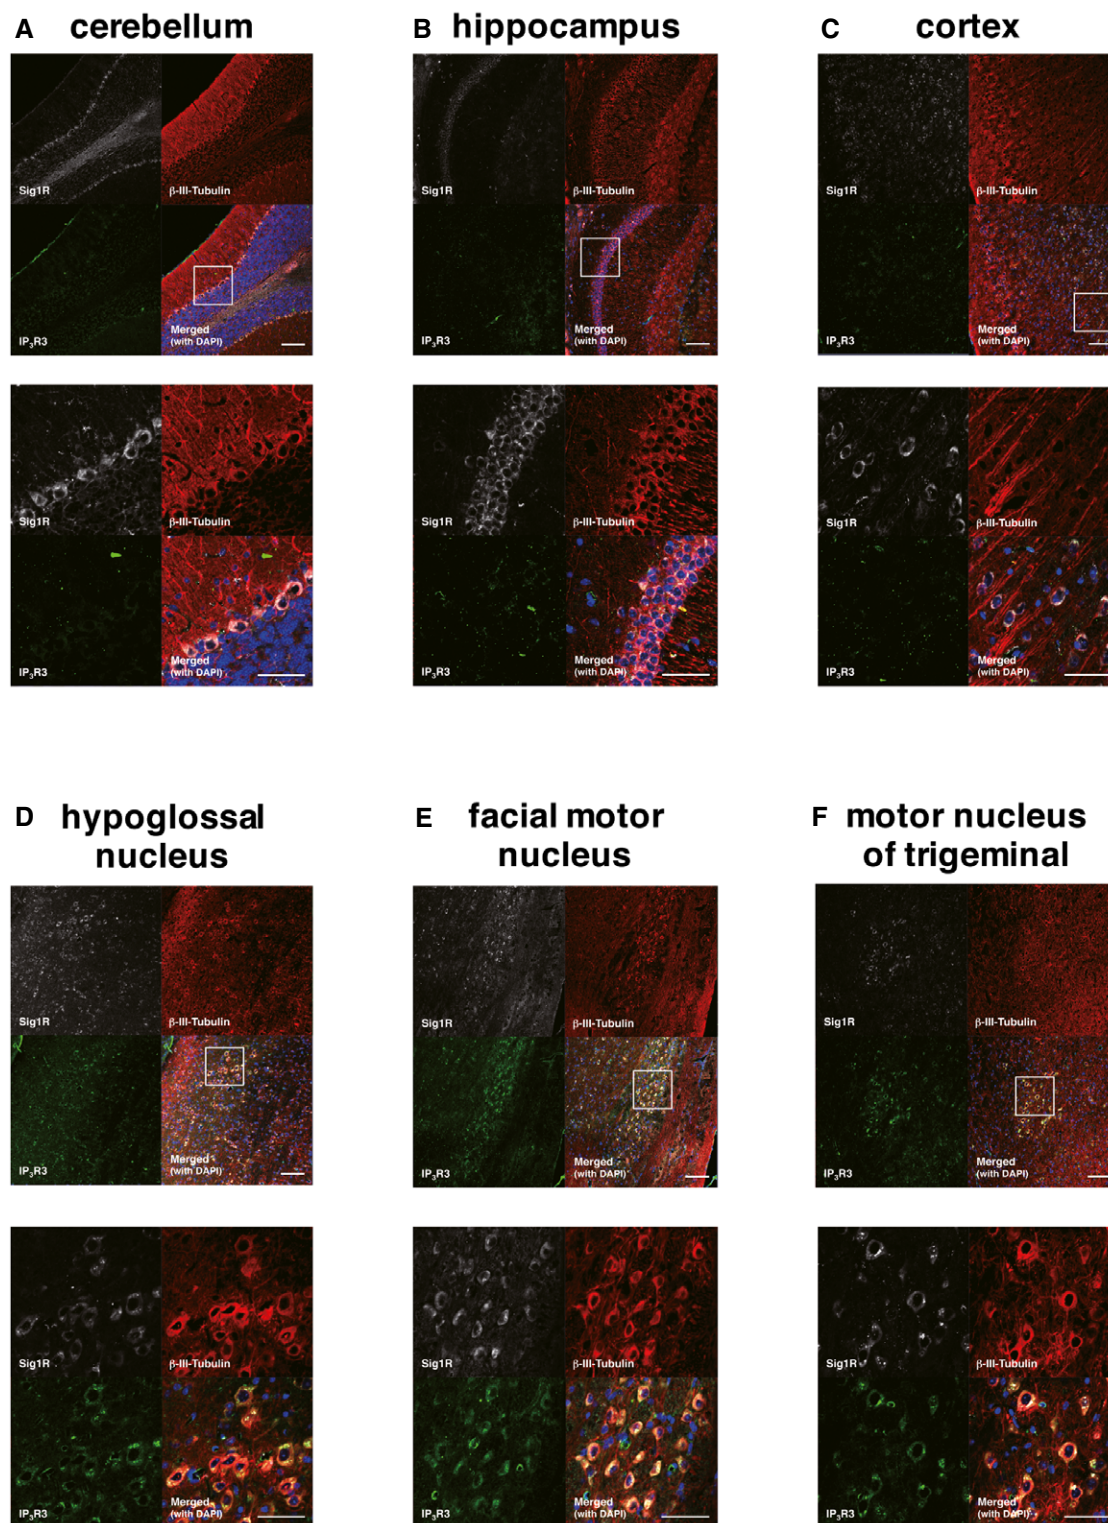 A cerebellum
B hippocampus
C cortex
Sig1R
β-III-Tubulin
Sig1R
β-III-Tubulin
Sig1R
β-III-Tubulin
IP₃R3
Merged
(with DAPI)
IP₃R3
Merged
(with DAPI)
IP₃R3
Merged
(with DAPI)
Sig1R
β-III-Tubulin
Sig1R
β-III-Tubulin
Sig1R
β-III-Tubulin
IP₃R3
Merged
(with DAPI)
IP₃R3
Merged
(with DAPI)
IP₃R3
Merged
(with DAPI)
D hypoglossal
nucleus
E facial motor
nucleus
F motor nucleus
of trigeminal
Sig1R
β-III-Tubulin
Sig1R
β-III-Tubulin
Sig1R
β-III-Tubulin
IP₃R3
Merged
(with DAPI)
IP₃R3
Merged
(with DAPI)
IP₃R3
Merged
(with DAPI)
Sig1R
β-III-Tubulin
Sig1R
β-III-Tubulin
Sig1R
β-III-Tubulin
IP₃R3
Merged
(with DAPI)
IP₃R3
Merged
(with DAPI)
IP₃R3
Merged
(with DAPI)